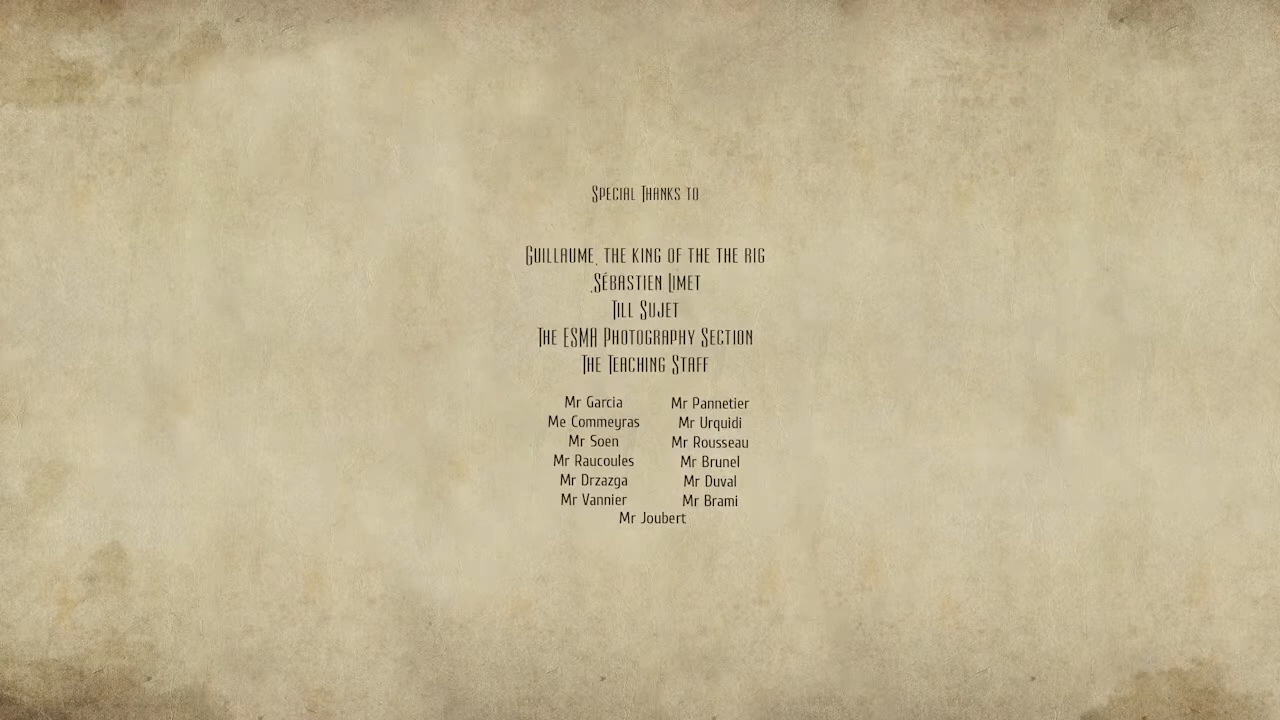 Special Thanks to
Guillaume, the king of the the rig
Sébastien Limet
Till Sujet
The ESMA Photography Section
The Teaching Staff
Mr Garcia
Me Commeyras
Mr Soen
Mr Raucoules
Mr Drzazga
Mr Vannier
Mr Pannetier
Mr Urquidi
Mr Rousseau
Mr Brunel
Mr Duval
Mr Brami
Mr Joubert